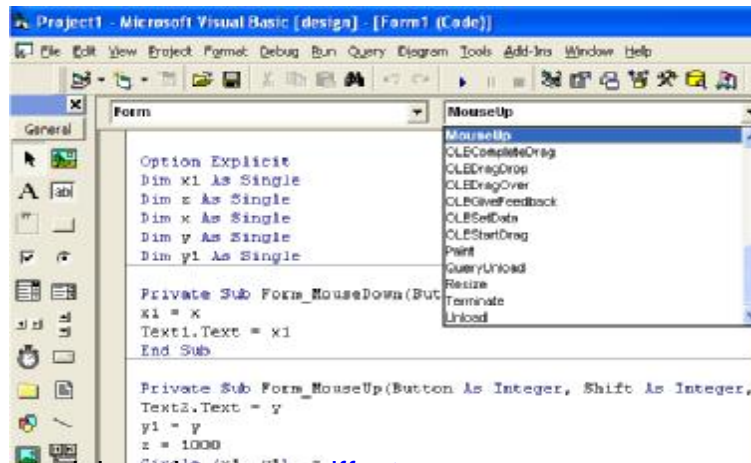 Project1 - Microsoft Visual Basic [design] - [Form1 (Code)]
File Edit View Project Format Debug Run Query Diagram Tools Add-Ins Window Help
General
Form MouseUp
MouseUp
OLECompleteDrag
OLEDragDrop
OLEDragOver
OLEGiveFeedback
OLESetData
OLEStartDrag
Paint
QueryUnload
Resize
Terminate
Unload
A ab|
Option Explicit
Dim x1 As Single
Dim z As Single
Dim x As Single
Dim y As Single
Dim y1 As Single
Private Sub Form_MouseDown(But
x1 = x
Text1.Text = x1
End Sub
Private Sub Form_MouseUp(Button As Integer, Shift As Integer,
Text2.Text = y
y1 = y
z = 1000